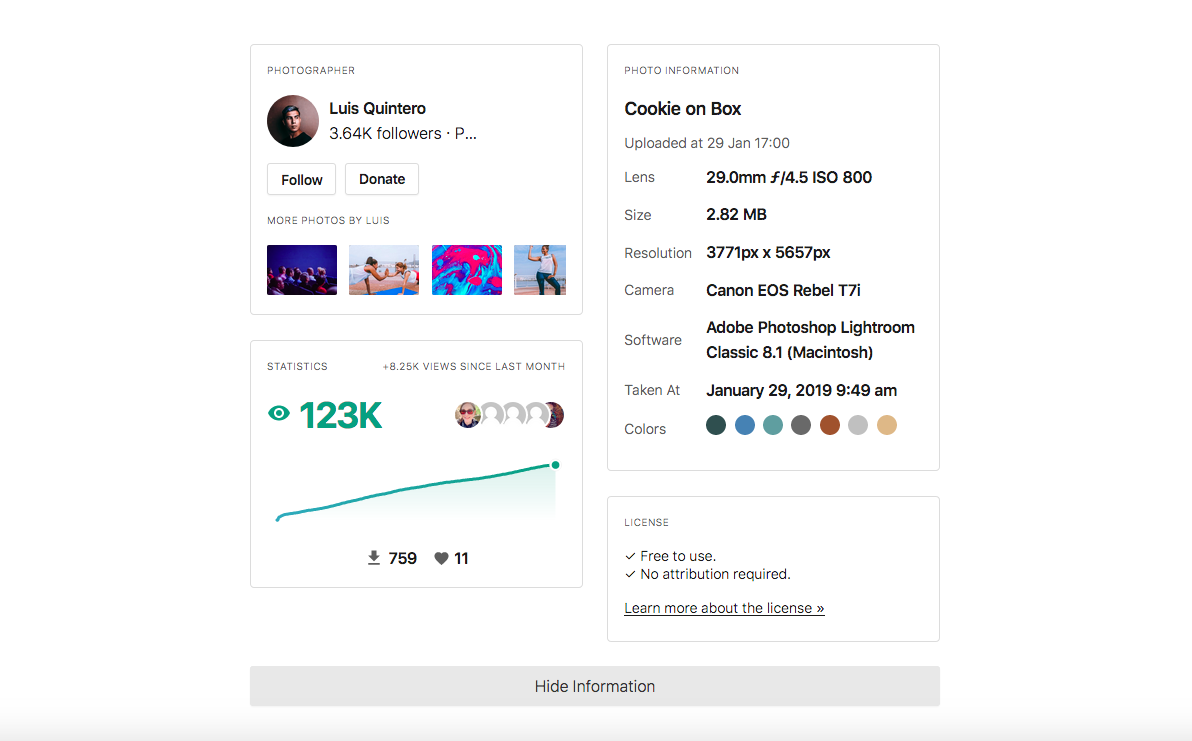 PHOTOGRAPHER
Luis Quintero
3.64K followers · P...
Follow
Donate
MORE PHOTOS BY LUIS
STATISTICS
+8.25K VIEWS SINCE LAST MONTH
123K
759
11
PHOTO INFORMATION
Cookie on Box
Uploaded at 29 Jan 17:00
Lens 29.0mm ƒ/4.5 ISO 800
Size 2.82 MB
Resolution 3771px x 5657px
Camera Canon EOS Rebel T7i
Software Adobe Photoshop Lightroom
Classic 8.1 (Macintosh)
Taken At January 29, 2019 9:49 am
Colors
LICENSE
✓ Free to use.
✓ No attribution required.
Learn more about the license »
Hide Information